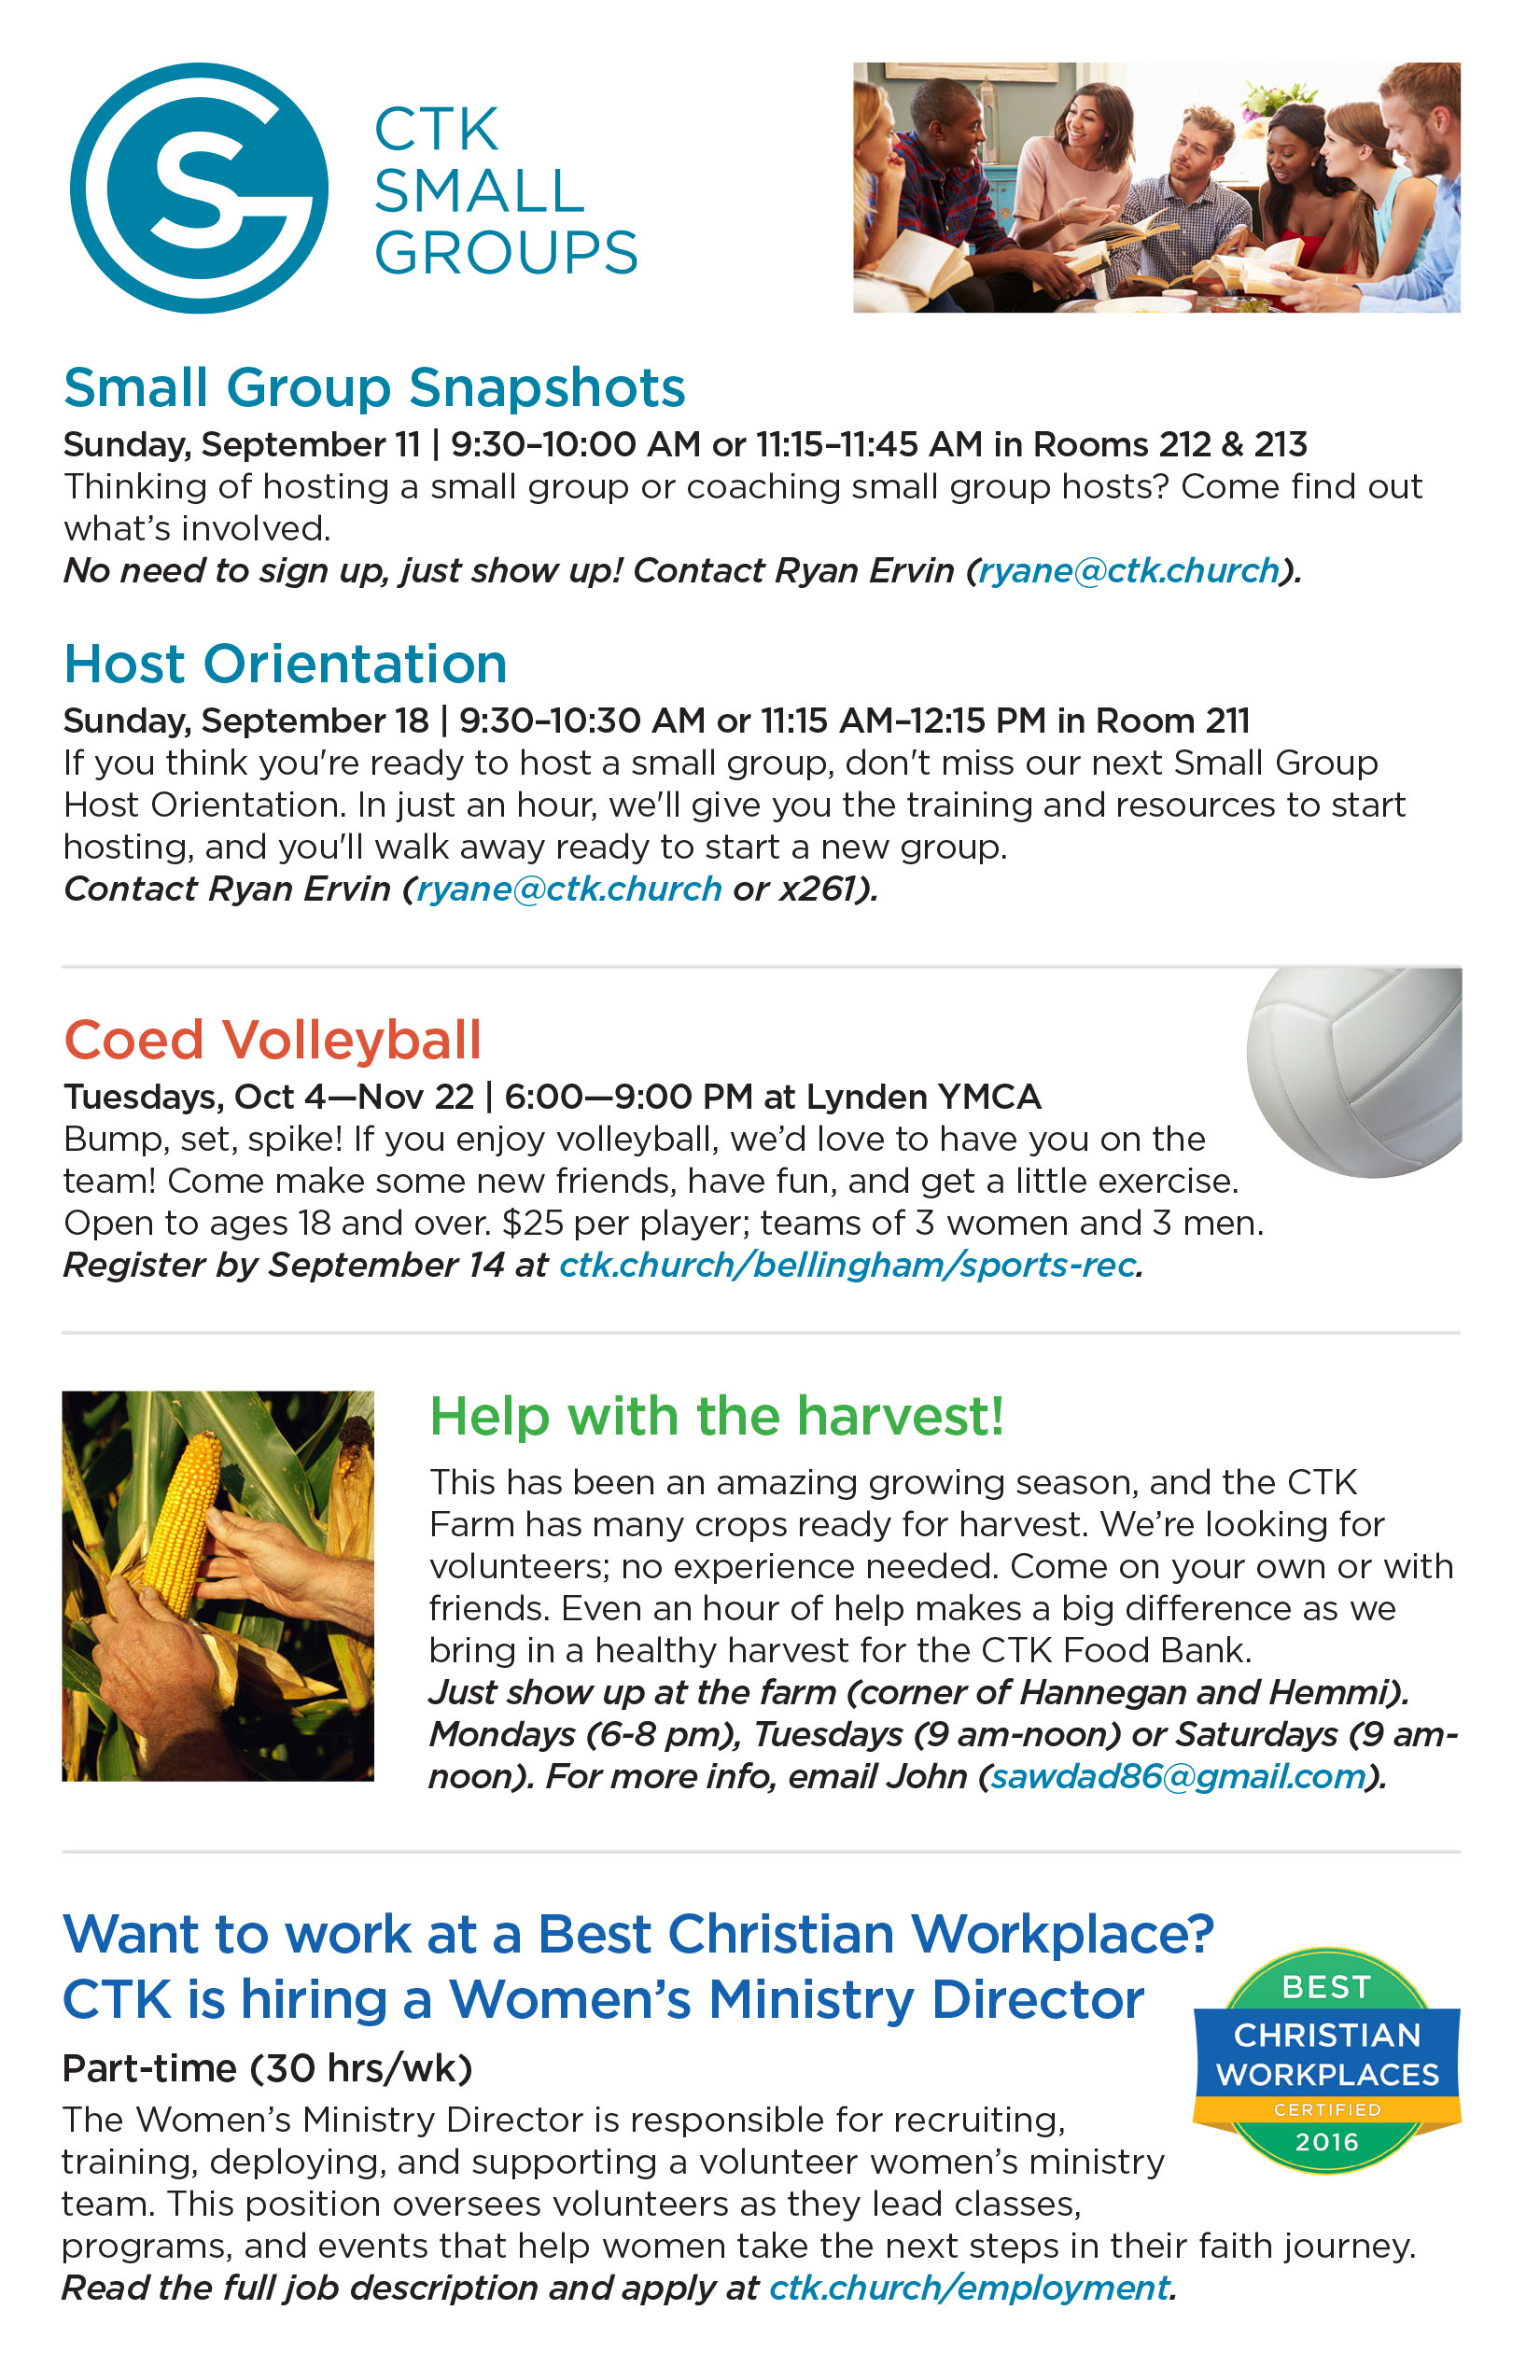 SG
CTK
SMALL
GROUPS
Small Group Snapshots
Sunday, September 11 | 9:30–10:00 AM or 11:15–11:45 AM in Rooms 212 & 213
Thinking of hosting a small group or coaching small group hosts? Come find out
what’s involved.
No need to sign up, just show up! Contact Ryan Ervin (ryane@ctk.church).
Host Orientation
Sunday, September 18 | 9:30–10:30 AM or 11:15 AM–12:15 PM in Room 211
If you think you're ready to host a small group, don't miss our next Small Group
Host Orientation. In just an hour, we'll give you the training and resources to start
hosting, and you'll walk away ready to start a new group.
Contact Ryan Ervin (ryane@ctk.church or x261).
Coed Volleyball
Tuesdays, Oct 4—Nov 22 | 6:00—9:00 PM at Lynden YMCA
Bump, set, spike! If you enjoy volleyball, we’d love to have you on the
team! Come make some new friends, have fun, and get a little exercise.
Open to ages 18 and over. $25 per player; teams of 3 women and 3 men.
Register by September 14 at ctk.church/bellingham/sports-rec.
Help with the harvest!
This has been an amazing growing season, and the CTK
Farm has many crops ready for harvest. We’re looking for
volunteers; no experience needed. Come on your own or with
friends. Even an hour of help makes a big difference as we
bring in a healthy harvest for the CTK Food Bank.
Just show up at the farm (corner of Hannegan and Hemmi).
Mondays (6-8 pm), Tuesdays (9 am-noon) or Saturdays (9 am-
noon). For more info, email John (sawdad86@gmail.com).
Want to work at a Best Christian Workplace?
CTK is hiring a Women’s Ministry Director
Part-time (30 hrs/wk)
The Women’s Ministry Director is responsible for recruiting,
training, deploying, and supporting a volunteer women’s ministry
team. This position oversees volunteers as they lead classes,
programs, and events that help women take the next steps in their faith journey.
Read the full job description and apply at ctk.church/employment.
BEST
CHRISTIAN
WORKPLACES
CERTIFIED
2016